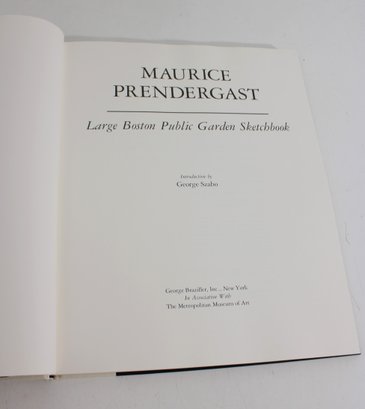 MAURICE
PRENDERGAST
Large Boston Public Garden Sketchbook
Introduction by
George Szabo
George Braziller, Inc., New York
In Association With
The Metropolitan Museum of Art